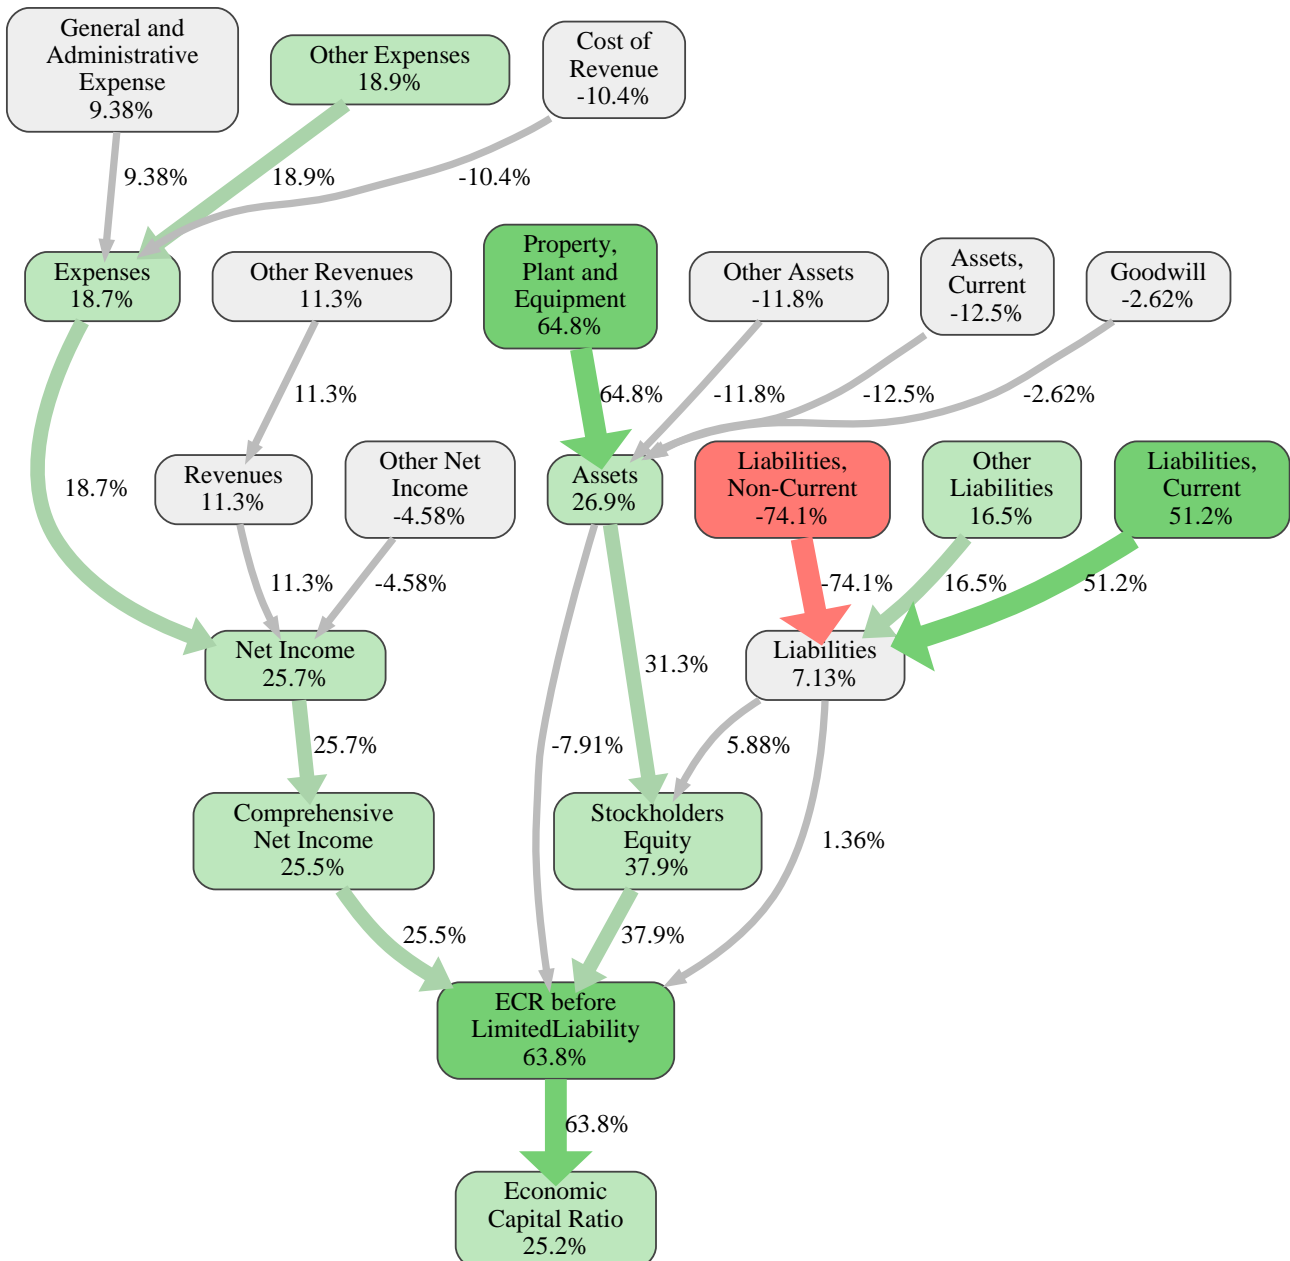 General and
Administrative
Expense
9.38%
Other Expenses
18.9%
Cost of
Revenue
-10.4%
9.38%
18.9%
-10.4%
Expenses
18.7%
Other Revenues
11.3%
Property,
Plant and
Equipment
64.8%
Other Assets
-11.8%
Assets,
Current
-12.5%
Goodwill
-2.62%
11.3%
64.8%
-11.8%
-12.5%
-2.62%
18.7%
Revenues
11.3%
Other Net
Income
-4.58%
Assets
26.9%
Liabilities,
Non-Current
-74.1%
Other
Liabilities
16.5%
Liabilities,
Current
51.2%
11.3%
-4.58%
-74.1%
16.5%
51.2%
Net Income
25.7%
31.3%
Liabilities
7.13%
25.7%
-7.91%
5.88%
Comprehensive
Net Income
25.5%
Stockholders
Equity
37.9%
1.36%
25.5%
37.9%
ECR before
LimitedLiability
63.8%
63.8%
Economic
Capital Ratio
25.2%